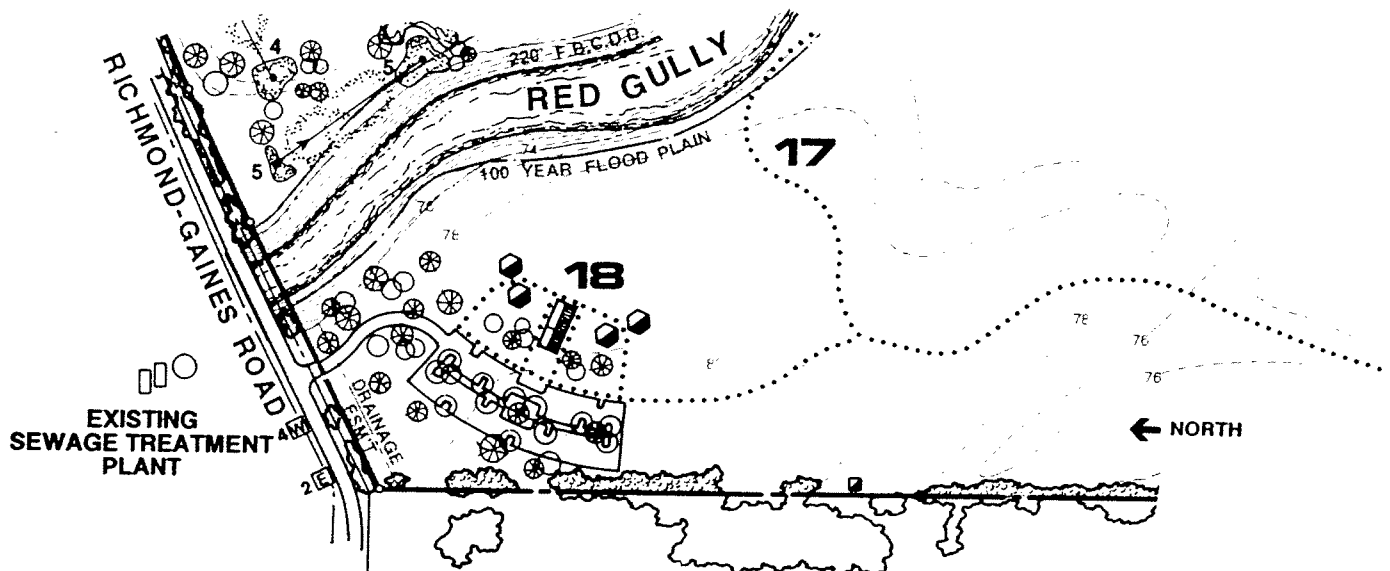 4
5
5
220' F.B.C.D.D.
RED GULLY
74
100 YEAR FLOOD PLAIN
RICHMOND-GAINES ROAD
17
76
78
18
78
76
76
DRAINAGE
ESM'T
EXISTING
SEWAGE TREATMENT
PLANT
4 W
2 E
NORTH